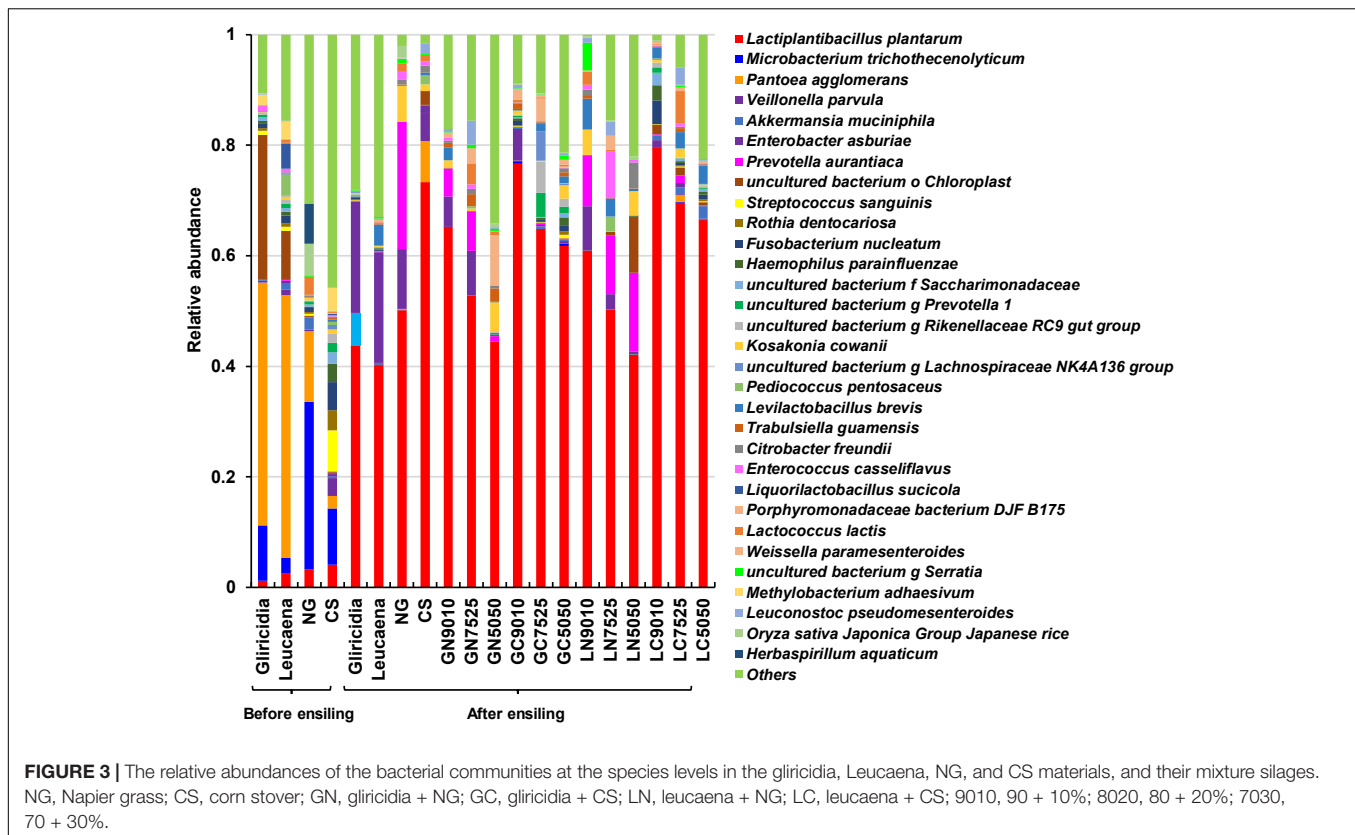 1
0.8
0.6
0.4
0.2
0
Relative abundance
Gliricidia
Leucaena
NG
CS
Gliricidia
Leucaena
NG
CS
GN9010
GN7525
GN5050
GC9010
GC7525
GC5050
LN9010
LN7525
LN5050
LC9010
LC7525
LC5050
Before ensiling
After ensiling
Lactiplantibacillus plantarum
Microbacterium trichothecenolyticum
Pantoea agglomerans
Veillonella parvula
Akkermansia muciniphila
Enterobacter asburiae
Prevotella aurantiaca
uncultured bacterium o Chloroplast
Streptococcus sanguinis
Rothia dentocariosa
Fusobacterium nucleatum
Haemophilus parainfluenzae
uncultured bacterium f Saccharimonadaceae
uncultured bacterium g Prevotella 1
uncultured bacterium g Rikenellaceae RC9 gut group
Kosakonia cowanii
uncultured bacterium g Lachnospiraceae NK4A136 group
Pediococcus pentosaceus
Levilactobacillus brevis
Trabulsiella guamensis
Citrobacter freundii
Enterococcus casseliflavus
Liquorilactobacillus sucicola
Porphyromonadaceae bacterium DJF B175
Lactococcus lactis
Weissella paramesenteroides
uncultured bacterium g Serratia
Methylobacterium adhaesivum
Leuconostoc pseudomesenteroides
Oryza sativa Japonica Group Japanese rice
Herbaspirillum aquaticum
Others
FIGURE 3 | The relative abundances of the bacterial communities at the species levels in the gliricidia, Leucaena, NG, and CS materials, and their mixture silages.
NG, Napier grass; CS, corn stover; GN, gliricidia + NG; GC, gliricidia + CS; LN, leucaena + NG; LC, leucaena + CS; 9010, 90 + 10%; 8020, 80 + 20%; 7030,
70 + 30%.